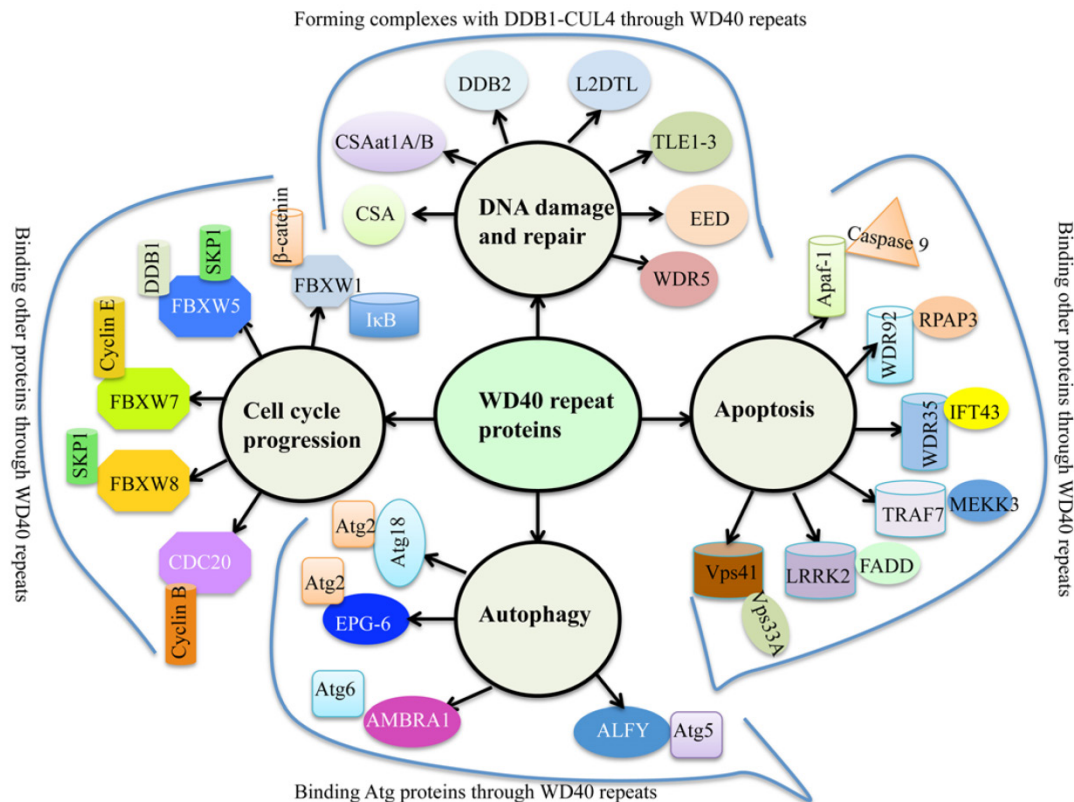 Forming complexes with DDB1-CUL4 through WD40 repeats
DDB2
L2DTL
CSAat1A/B
TLE1-3
CSA
DNA damage
and repair
EED
WDR5
Binding other proteins through WD40 repeats
β-catenin
DDB1
SKP1
FBXW5
FBXW1
IκB
Cyclin E
FBXW7
Cell cycle
progression
SKP1
FBXW8
CDC20
Cyclin B
WD40 repeat
proteins
Apoptosis
Apaf-1
Caspase 9
WDR92
RPAP3
WDR35
IFT43
TRAF7
MEKK3
LRRK2
FADD
Vps41
Vps33A
Binding other proteins through WD40 repeats
Atg2
Atg18
Atg2
EPG-6
Autophagy
Atg6
AMBRA1
ALFY
Atg5
Binding Atg proteins through WD40 repeats